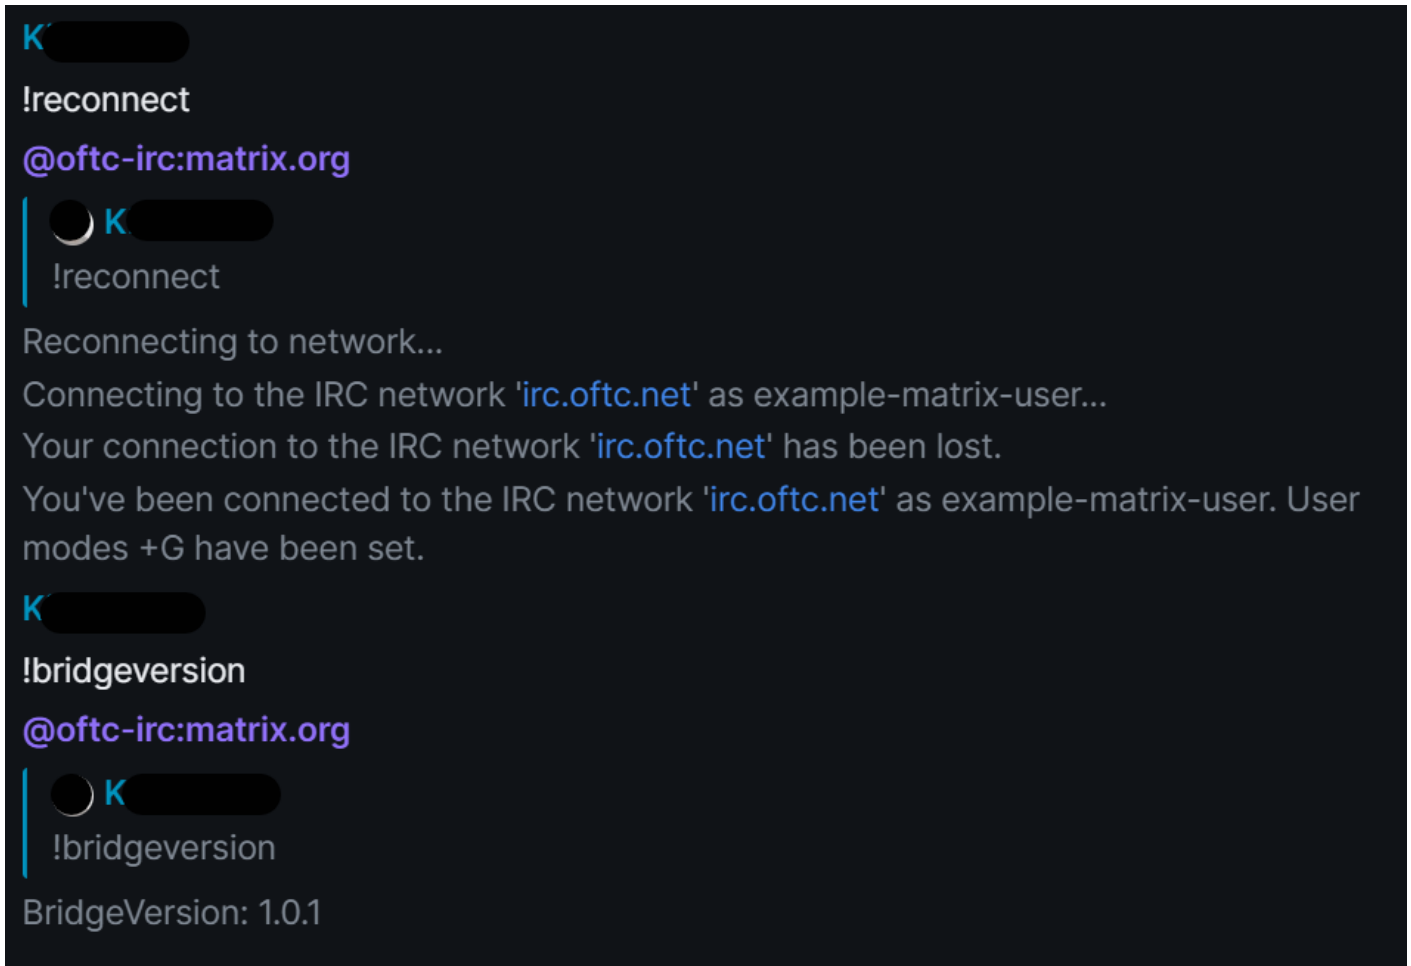 K
!reconnect
@oftc-irc:matrix.org
K
!reconnect
Reconnecting to network...
Connecting to the IRC network 'irc.oftc.net' as example-matrix-user...
Your connection to the IRC network 'irc.oftc.net' has been lost.
You've been connected to the IRC network 'irc.oftc.net' as example-matrix-user. User
modes +G have been set.
K
!bridgeversion
@oftc-irc:matrix.org
K
!bridgeversion
BridgeVersion: 1.0.1